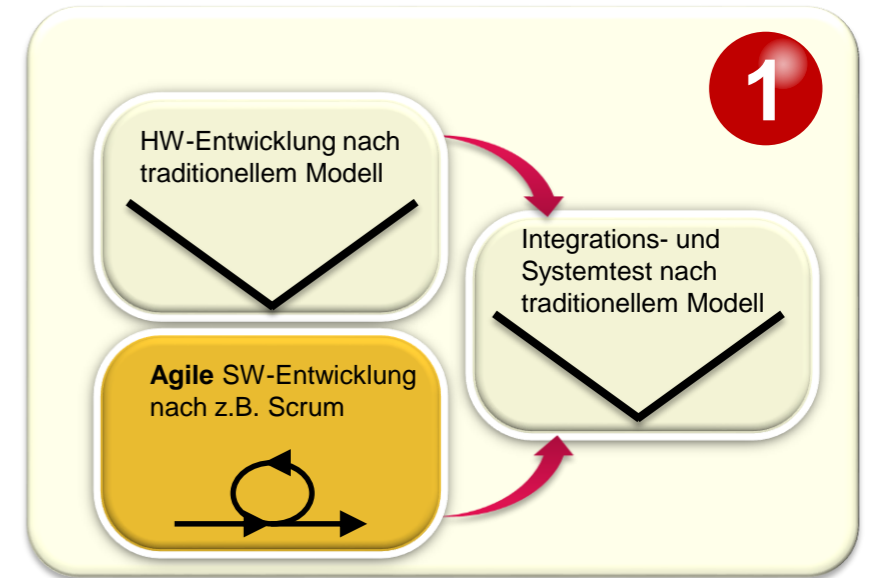 1
HW-Entwicklung nach
traditionellem Modell
Integrations- und
Systemtest nach
traditionellem Modell
Agile SW-Entwicklung
nach z.B. Scrum